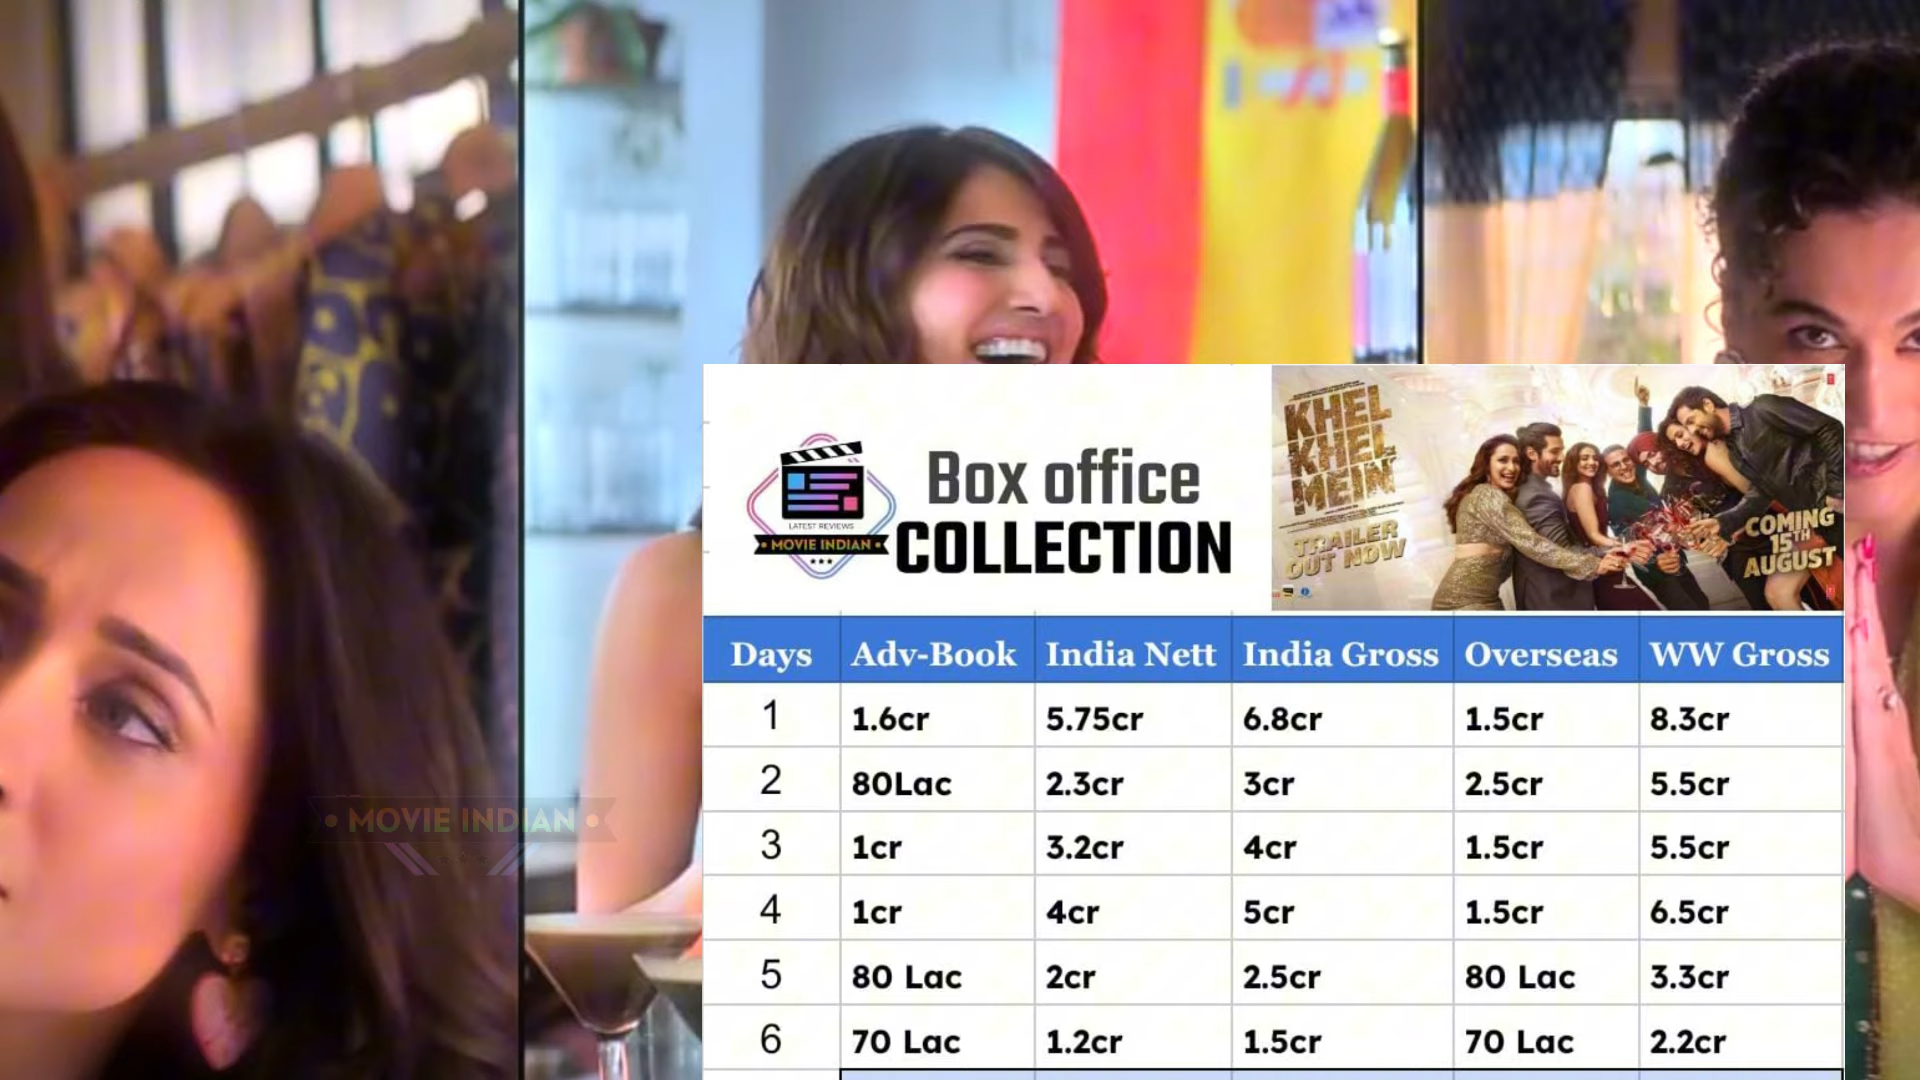 KHEL
KHEL
MEIN
TRAILER
OUT NOW
COMING
15TH
AUGUST
LATEST REVIEWS
• MOVIE INDIAN •
Box office
COLLECTION
Days Adv-Book India Nett India Gross Overseas WW Gross
1 1.6cr 5.75cr 6.8cr 1.5cr 8.3cr
2 80Lac 2.3cr 3cr 2.5cr 5.5cr
3 1cr 3.2cr 4cr 1.5cr 5.5cr
4 1cr 4cr 5cr 1.5cr 6.5cr
5 80 Lac 2cr 2.5cr 80 Lac 3.3cr
6 70 Lac 1.2cr 1.5cr 70 Lac 2.2cr
• MOVIE INDIAN •